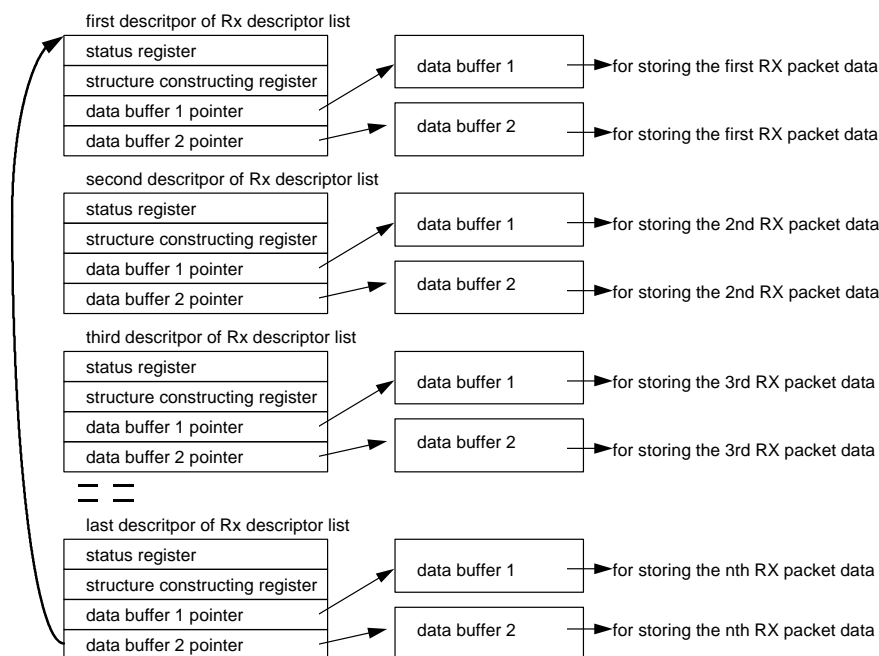 first descritpor of Rx descriptor list
status register
structure constructing register
data buffer 1 pointer
data buffer 2 pointer
data buffer 1
for storing the first RX packet data
data buffer 2
for storing the first RX packet data
second descritpor of Rx descriptor list
status register
structure constructing register
data buffer 1 pointer
data buffer 2 pointer
data buffer 1
for storing the 2nd RX packet data
data buffer 2
for storing the 2nd RX packet data
third descritpor of Rx descriptor list
status register
structure constructing register
data buffer 1 pointer
data buffer 2 pointer
data buffer 1
for storing the 3rd RX packet data
data buffer 2
for storing the 3rd RX packet data
last descritpor of Rx descriptor list
status register
structure constructing register
data buffer 1 pointer
data buffer 2 pointer
data buffer 1
for storing the nth RX packet data
data buffer 2
for storing the nth RX packet data